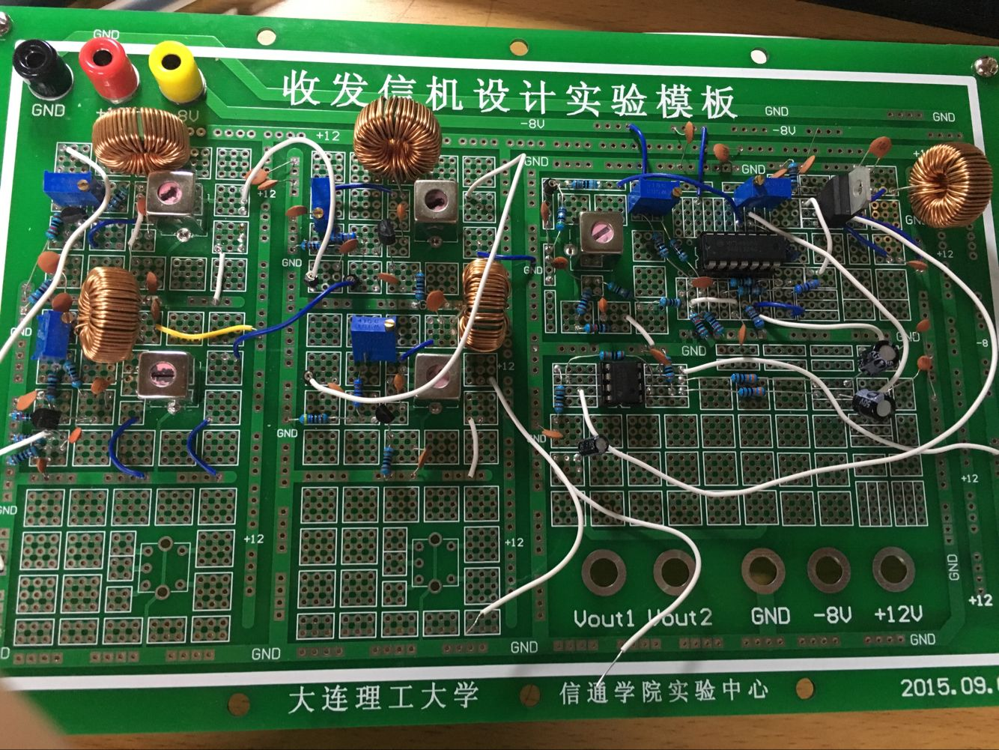 GND
收发信机设计实验模板
GND
GND
GND
-8V
-8V
-8V
+12
GND
GND
+12
GND
GND
+12
GND
GND
GND
+12
GND
GND
-8
+12
GND
GND
+12
GND
+12
+12
GND
+12
Vout1
Vout2
GND
-8V
+12V
GND
GND
GND
50V
大连理工大学
信通学院实验中心
2015.09.